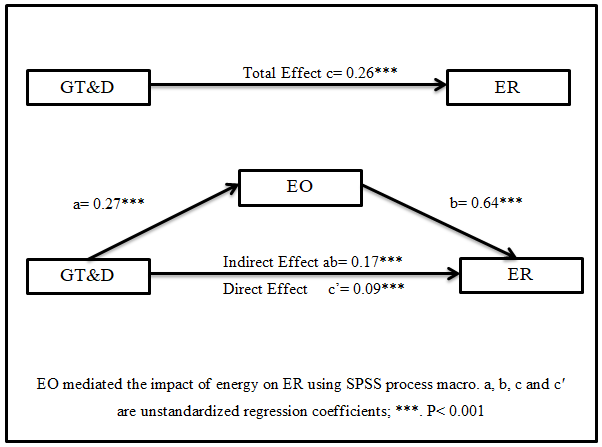 Total Effect c= 0.26***
GT&D
ER
EO
a= 0.27***
b= 0.64***
Indirect Effect ab= 0.17***
GT&D
ER
Direct Effect c’= 0.09***
EO mediated the impact of energy on ER using SPSS process macro. a, b, c and c′
are unstandardized regression coefficients; ***. P< 0.001